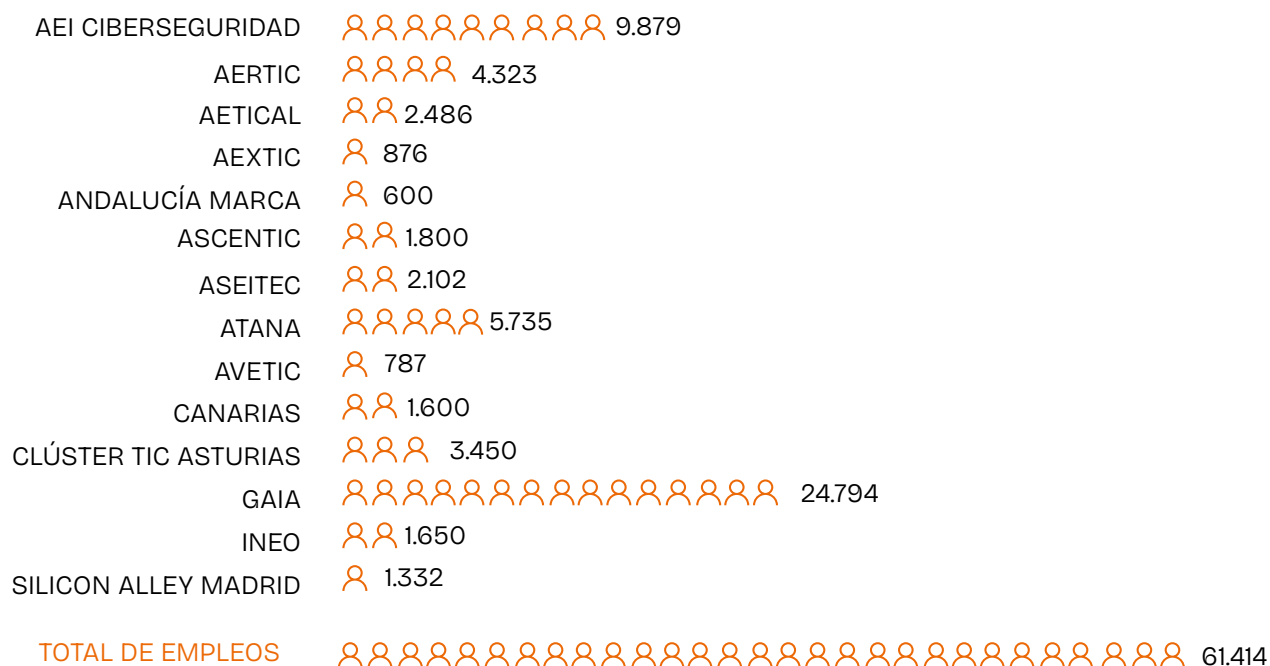 AEI CIBERSEGURIDAD 9.879
AERTIC 4.323
AETICAL 2.486
AEXTIC 876
ANDALUCÍA MARCA 600
ASCENTIC 1.800
ASEITEC 2.102
ATANA 5.735
AVETIC 787
CANARIAS 1.600
CLÚSTER TIC ASTURIAS 3.450
GAIA 24.794
INEO 1.650
SILICON ALLEY MADRID 1.332
TOTAL DE EMPLEOS 61.414